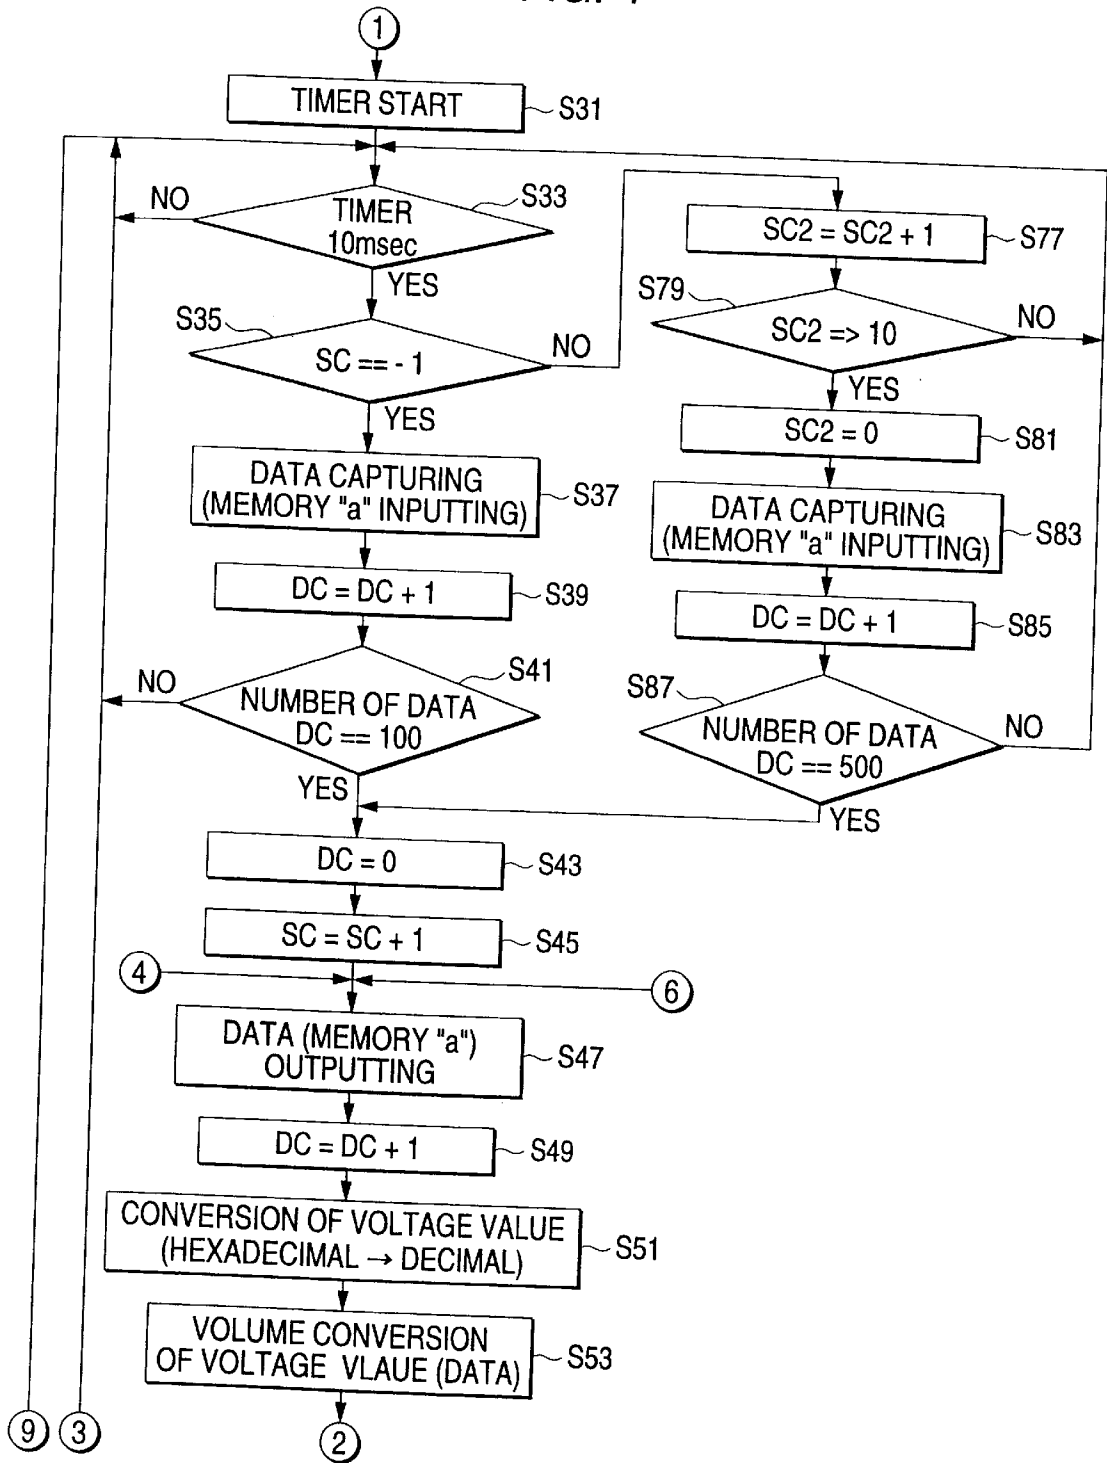 1
TIMER START
S31
NO
S33
TIMER
10msec
YES
S35
SC == - 1
NO
YES
DATA CAPTURING
(MEMORY "a" INPUTTING)
S37
DC = DC + 1
S39
NO
S41
NUMBER OF DATA
DC == 100
YES
SC2 = SC2 + 1
S77
S79
SC2 => 10
NO
YES
SC2 = 0
S81
DATA CAPTURING
(MEMORY "a" INPUTTING)
S83
DC = DC + 1
S85
S87
NUMBER OF DATA
DC == 500
NO
YES
DC = 0
S43
SC = SC + 1
S45
4
6
DATA (MEMORY "a")
OUTPUTTING
S47
DC = DC + 1
S49
CONVERSION OF VOLTAGE VALUE
(HEXADECIMAL → DECIMAL)
S51
VOLUME CONVERSION
OF VOLTAGE VLAUE (DATA)
S53
9
3
2